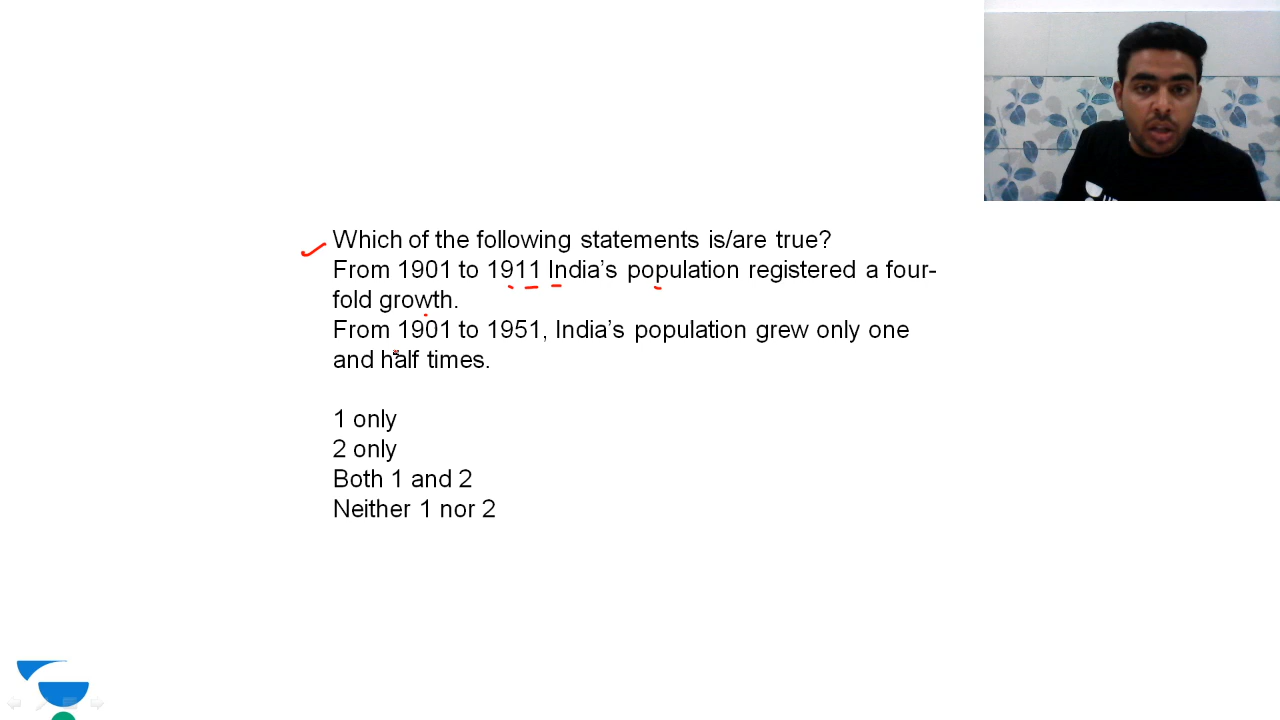 Which of the following statements is/are true?
From 1901 to 1911 India’s population registered a four-
fold growth.
From 1901 to 1951, India’s population grew only one
and half times.
1 only
2 only
Both 1 and 2
Neither 1 nor 2